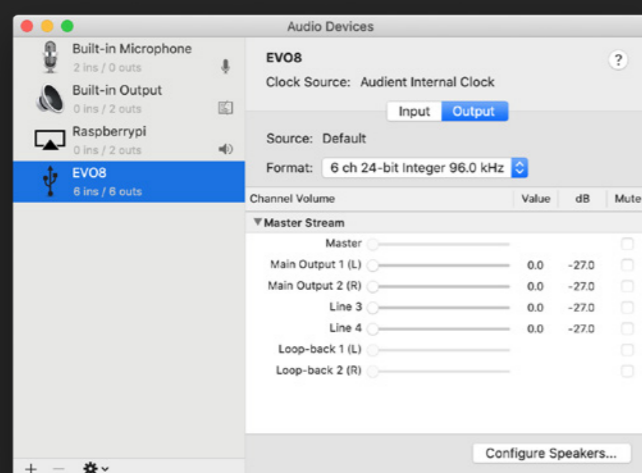 Audio Devices
Built-in Microphone
2 ins / 0 outs
Built-in Output
0 ins / 2 outs
Raspberrypi
0 ins / 2 outs
EVO8
6 ins / 6 outs
EVO8
?
Clock Source: Audient Internal Clock
Input Output
Source: Default
Format: 6 ch 24-bit Integer 96.0 kHz
Channel Volume Value dB Mute
Master Stream
Master
Main Output 1 (L) 0.0 -27.0
Main Output 2 (R) 0.0 -27.0
Line 3 0.0 -27.0
Line 4 0.0 -27.0
Loop-back 1 (L)
Loop-back 2 (R)
Configure Speakers...